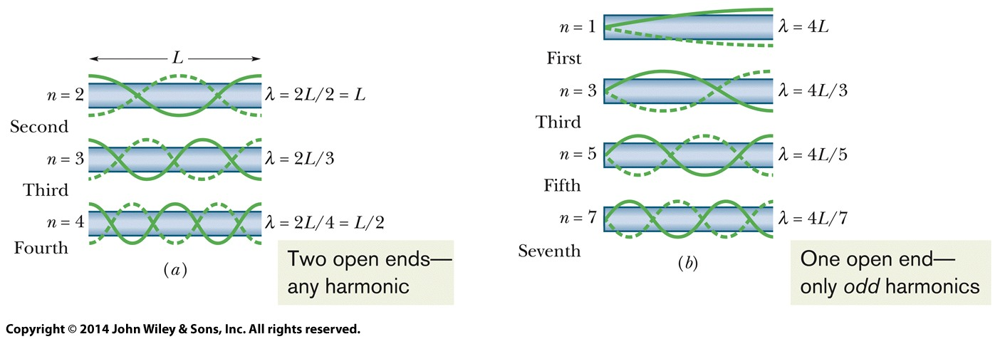 L
n = 2
λ = 2L/2 = L
Second
n = 3
λ = 2L/3
Third
n = 4
λ = 2L/4 = L/2
Fourth
(a)
Two open ends—
any harmonic
n = 1
λ = 4L
First
n = 3
λ = 4L/3
Third
n = 5
λ = 4L/5
Fifth
n = 7
λ = 4L/7
Seventh
(b)
One open end—
only odd harmonics
Copyright © 2014 John Wiley & Sons, Inc. All rights reserved.